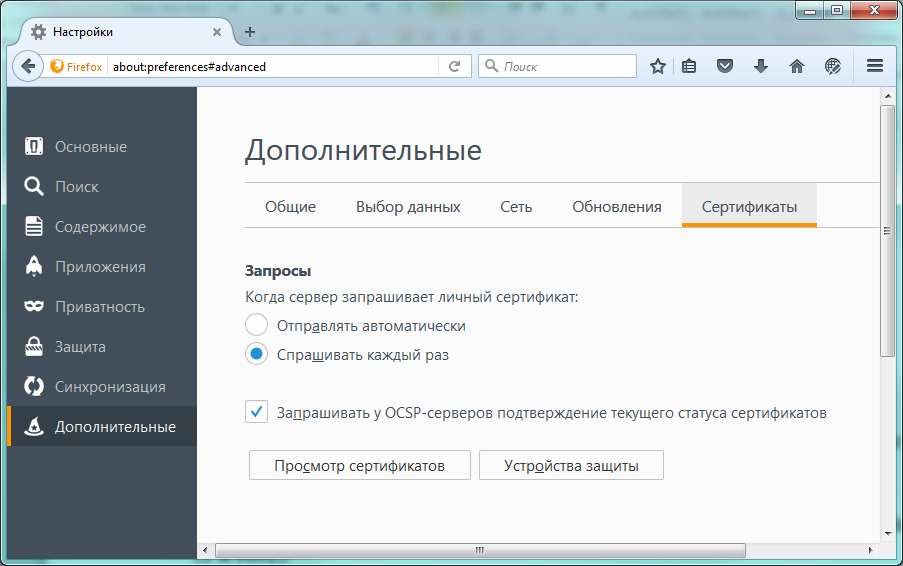 Настройки
Firefox
about:preferences#advanced
Поиск
Основные
Поиск
Содержимое
Приложения
Приватность
Защита
Синхронизация
Дополнительные
Дополнительные
Общие Выбор данных Сеть Обновления Сертификаты
Запросы
Когда сервер запрашивает личный сертификат:
Отправлять автоматически
Спрашивать каждый раз
Запрашивать у OCSP-серверов подтверждение текущего статуса сертификатов
Просмотр сертификатов Устройства защиты